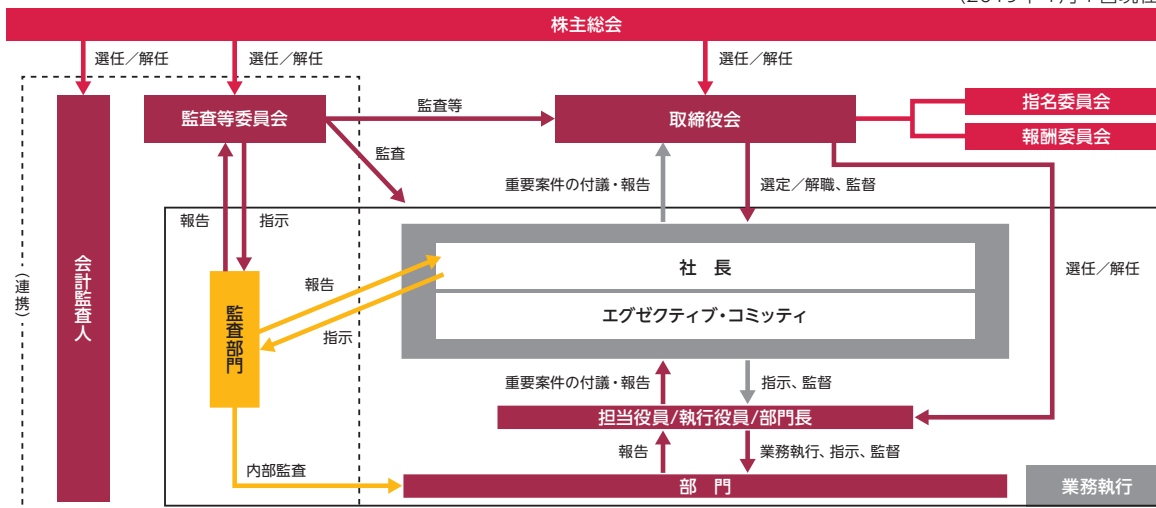 株主総会
選任／解任
選任／解任
選任／解任
監査等委員会
監査等
取締役会
指名委員会
報酬委員会
監査
重要案件の付議・報告
選定／解職、監督
報告
指示
選任／解任
（連携）
会計監査人
監査部門
報告
指示
社　長
エグゼクティブ・コミッティ
重要案件の付議・報告
指示、監督
担当役員/執行役員/部門長
報告
業務執行、指示、監督
内部監査
部　門
業務執行